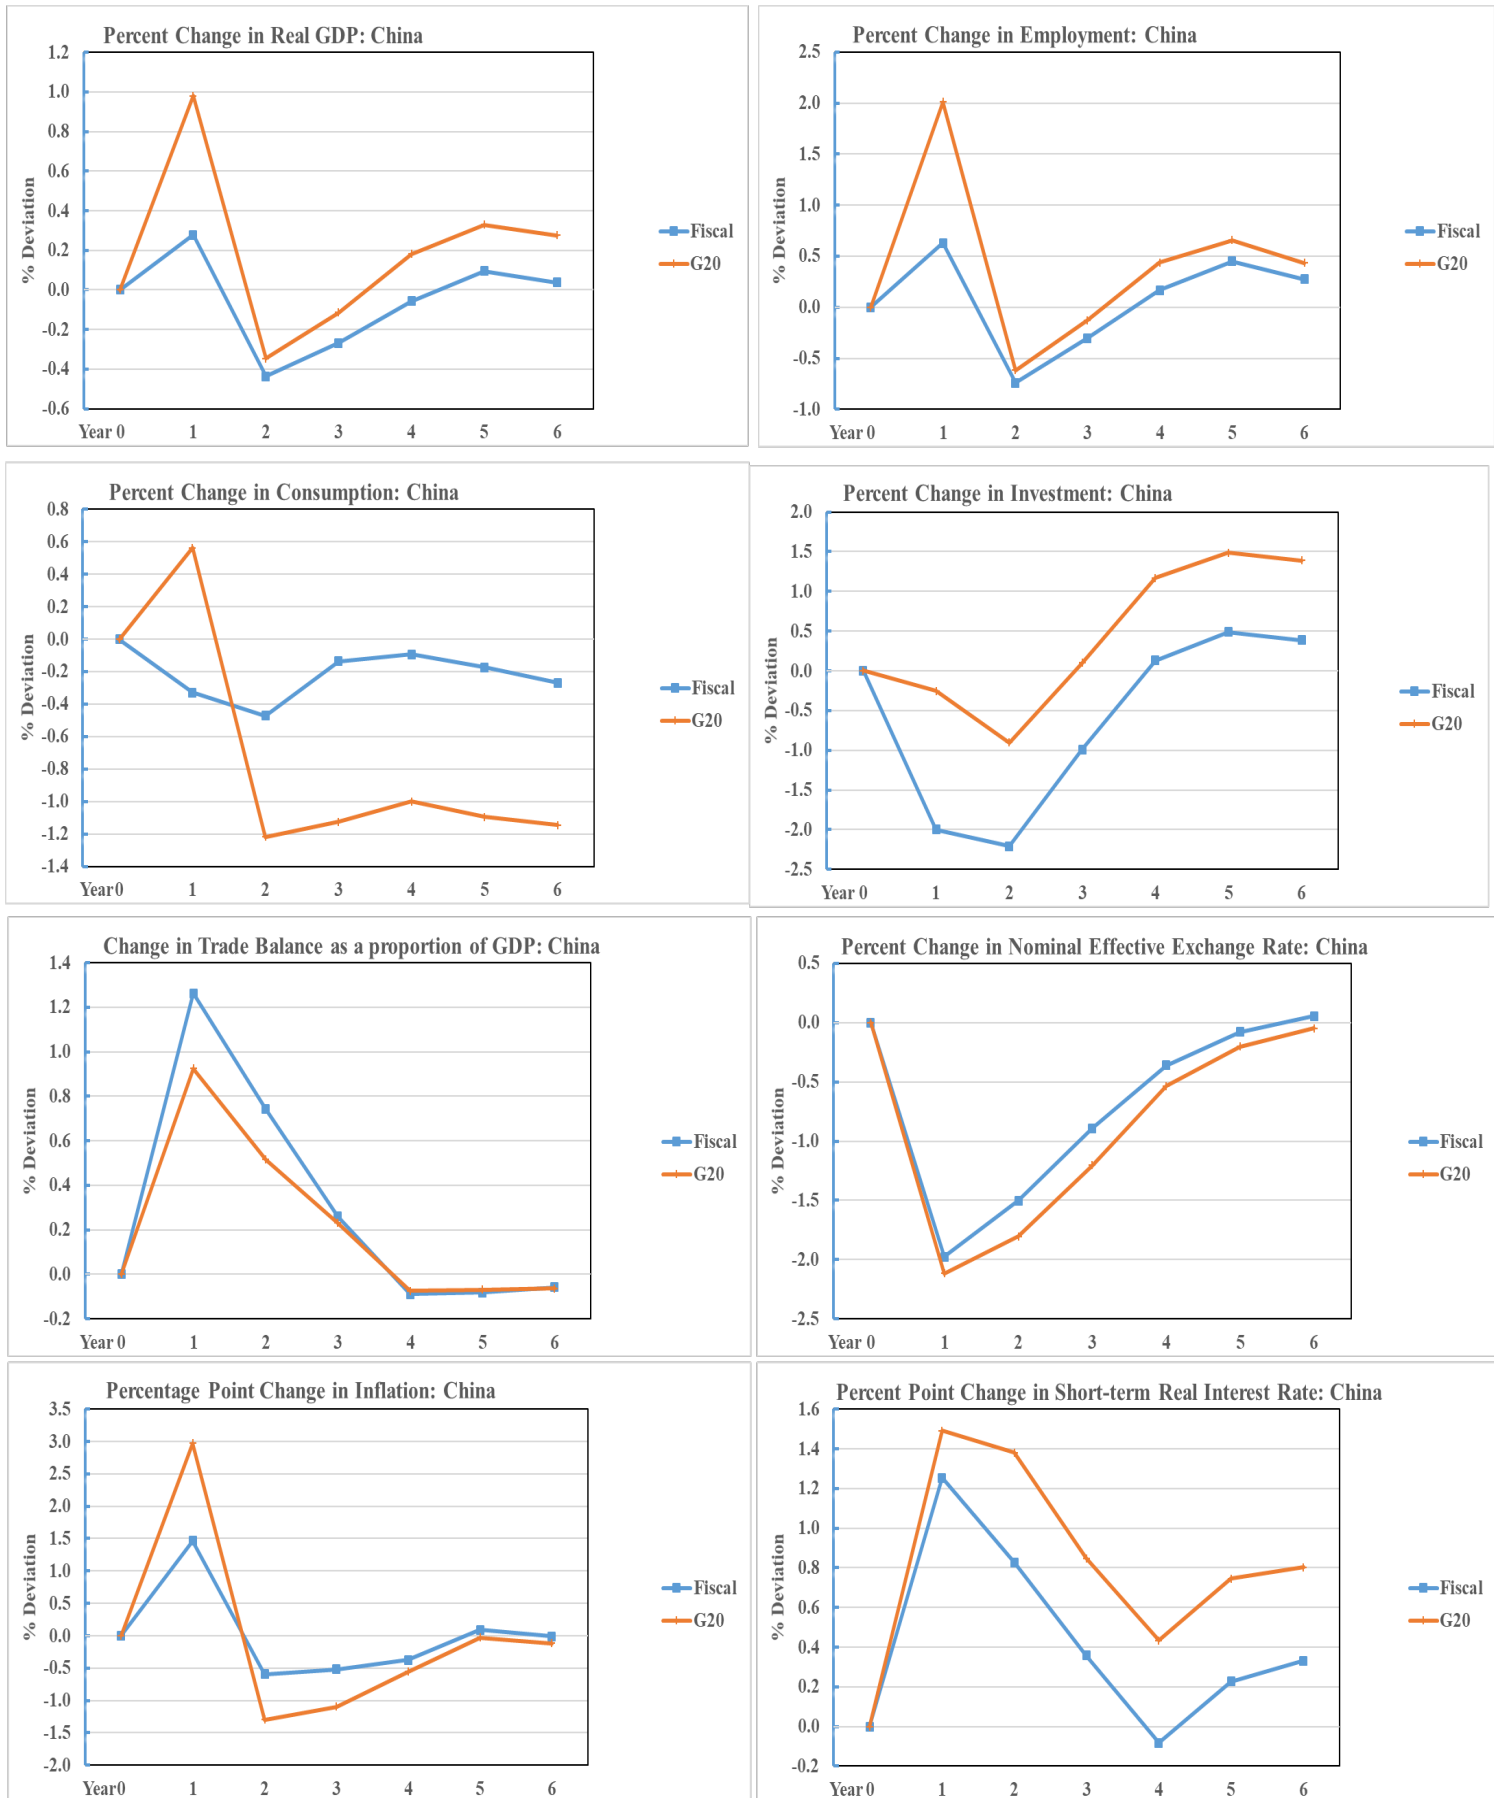 Percent Change in Real GDP: China
1.2
1.0
0.8
0.6
0.4
0.2
0.0
-0.2
-0.4
-0.6
% Deviation
Fiscal
G20
Year 0 1 2 3 4 5 6
Percent Change in Employment: China
2.5
2.0
1.5
1.0
0.5
0.0
-0.5
-1.0
% Deviation
Fiscal
G20
Year 0 1 2 3 4 5 6
Percent Change in Consumption: China
0.8
0.6
0.4
0.2
0.0
-0.2
-0.4
-0.6
-0.8
-1.0
-1.2
-1.4
% Deviation
Fiscal
G20
Year 0 1 2 3 4 5 6
Percent Change in Investment: China
2.0
1.5
1.0
0.5
0.0
-0.5
-1.0
-1.5
-2.0
-2.5
% Deviation
Fiscal
G20
Year 0 1 2 3 4 5 6
Change in Trade Balance as a proportion of GDP: China
1.4
1.2
1.0
0.8
0.6
0.4
0.2
0.0
-0.2
% Deviation
Fiscal
G20
Year 0 1 2 3 4 5 6
Percent Change in Nominal Effective Exchange Rate: China
0.5
0.0
-0.5
-1.0
-1.5
-2.0
-2.5
% Deviation
Fiscal
G20
Year 0 1 2 3 4 5 6
Percentage Point Change in Inflation: China
3.5
3.0
2.5
2.0
1.5
1.0
0.5
0.0
-0.5
-1.0
-1.5
-2.0
% Deviation
Fiscal
G20
Year 0 1 2 3 4 5 6
Percent Point Change in Short-term Real Interest Rate: China
1.6
1.4
1.2
1.0
0.8
0.6
0.4
0.2
0.0
-0.2
% Deviation
Fiscal
G20
Year 0 1 2 3 4 5 6